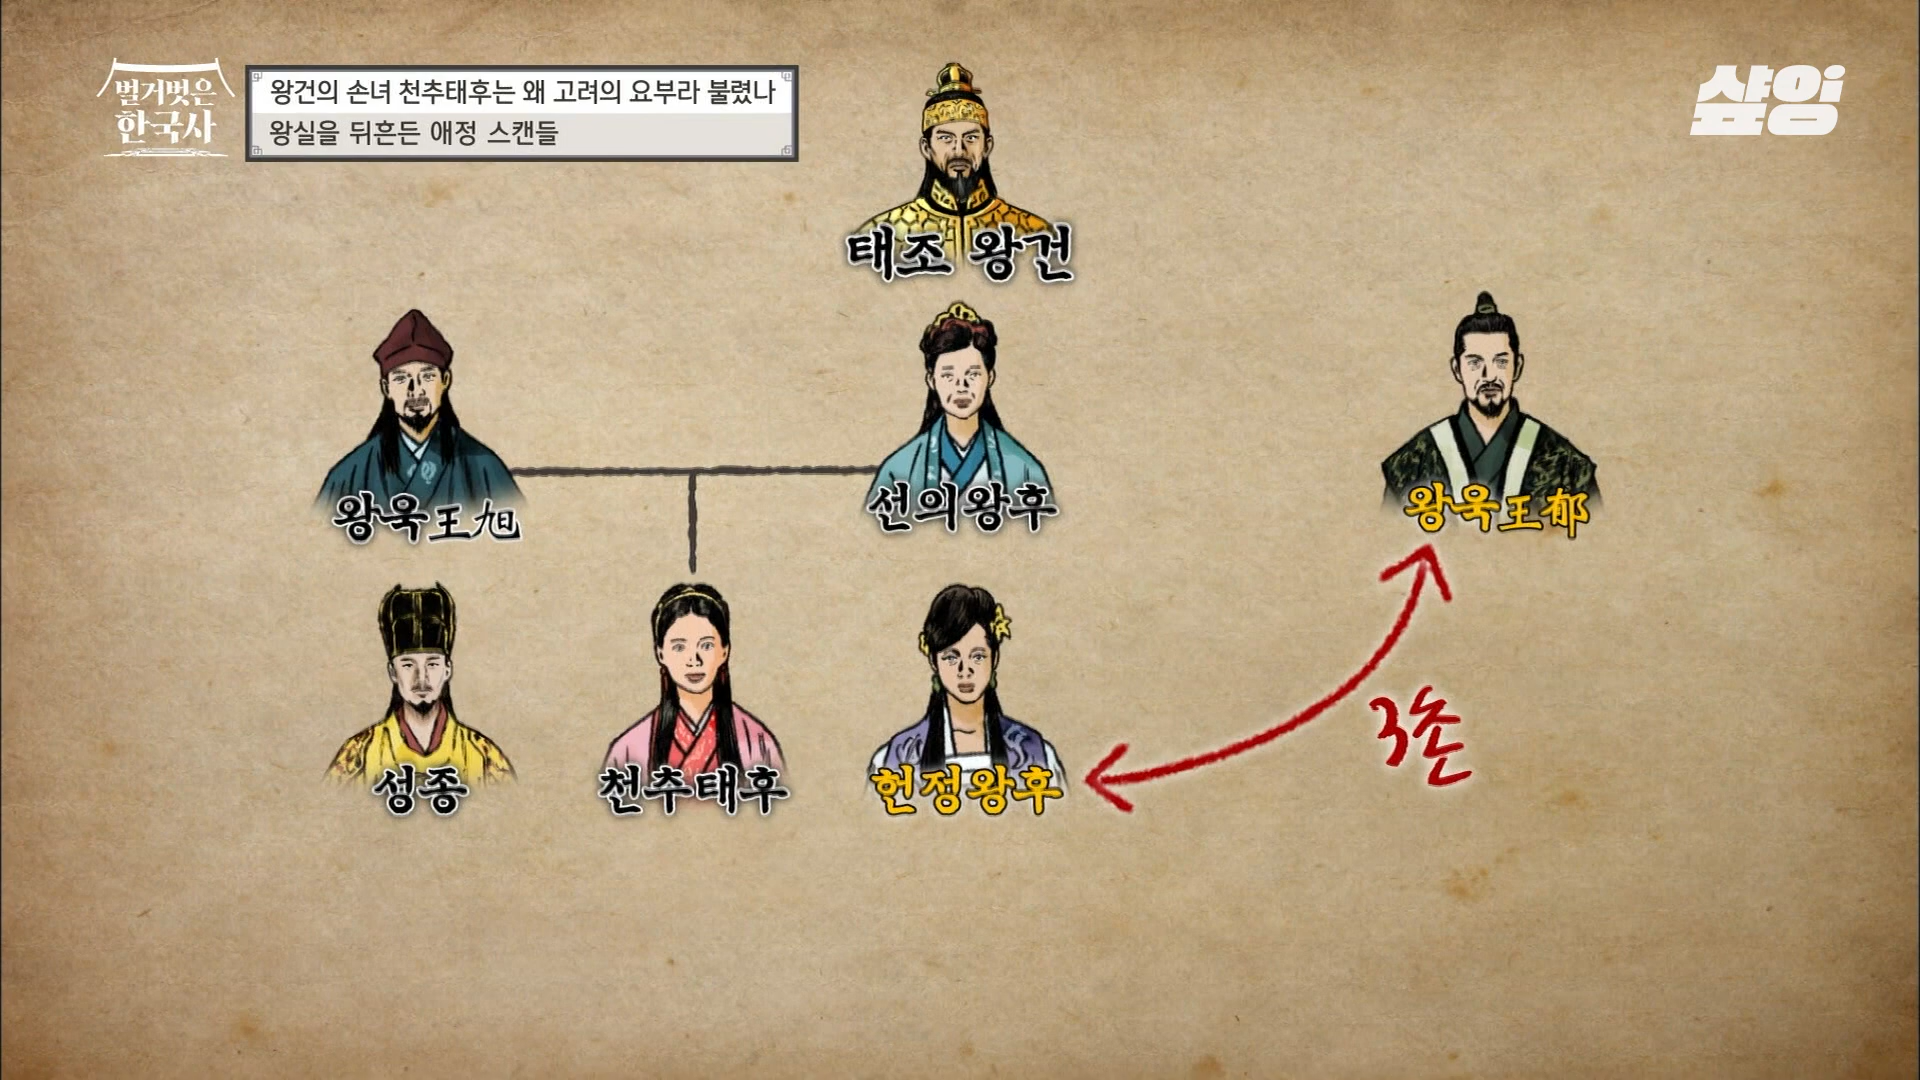 벌거벗은
한국사
왕건의 손녀 천추태후는 왜 고려의 요부라 불렸나
왕실을 뒤흔든 애정 스캔들
샾잉
태조 왕건
왕욱王旭
선의왕후
왕욱王郁
3촌
성종
천추태후
헌정왕후